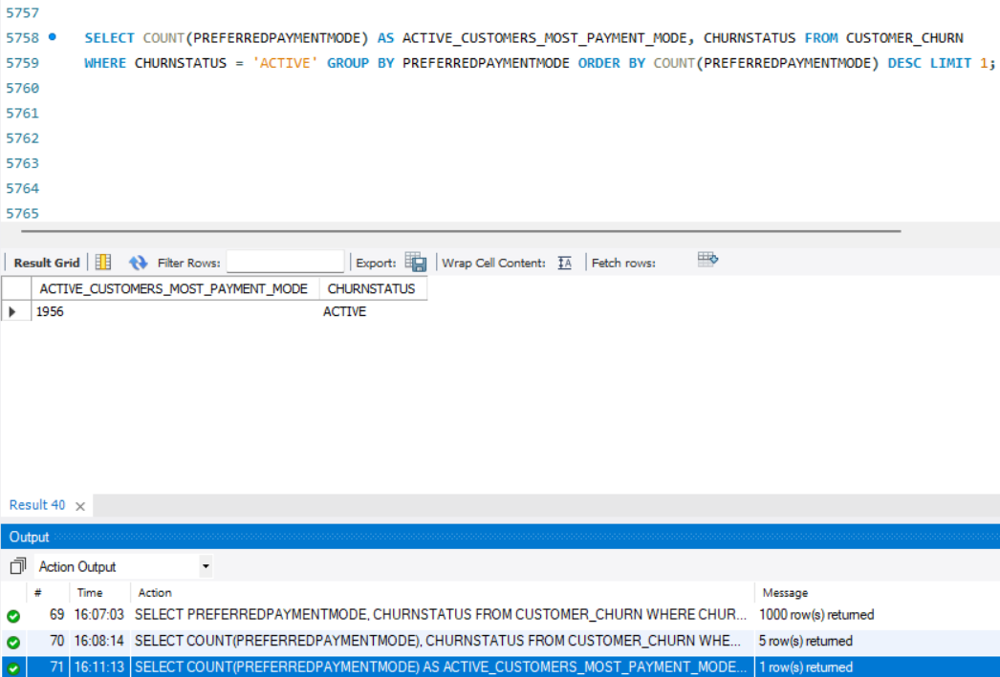 5757
5758 SELECT COUNT(PREFERREDPAYMENTMODE) AS ACTIVE_CUSTOMERS_MOST_PAYMENT_MODE, CHURNSTATUS FROM CUSTOMER_CHURN
5759 WHERE CHURNSTATUS = 'ACTIVE' GROUP BY PREFERREDPAYMENTMODE ORDER BY COUNT(PREFERREDPAYMENTMODE) DESC LIMIT 1;
5760
5761
5762
5763
5764
5765
Result Grid Filter Rows: Export: Wrap Cell Content: IA Fetch rows:
ACTIVE_CUSTOMERS_MOST_PAYMENT_MODE CHURNSTATUS
1956 ACTIVE
Result 40
Output
Action Output
# Time Action Message
69 16:07:03 SELECT PREFERREDPAYMENTMODE, CHURNSTATUS FROM CUSTOMER_CHURN WHERE CHUR... 1000 row(s) returned
70 16:08:14 SELECT COUNT(PREFERREDPAYMENTMODE), CHURNSTATUS FROM CUSTOMER_CHURN WHE... 5 row(s) returned
71 16:11:13 SELECT COUNT(PREFERREDPAYMENTMODE) AS ACTIVE_CUSTOMERS_MOST_PAYMENT_MODE... 1 row(s) returned